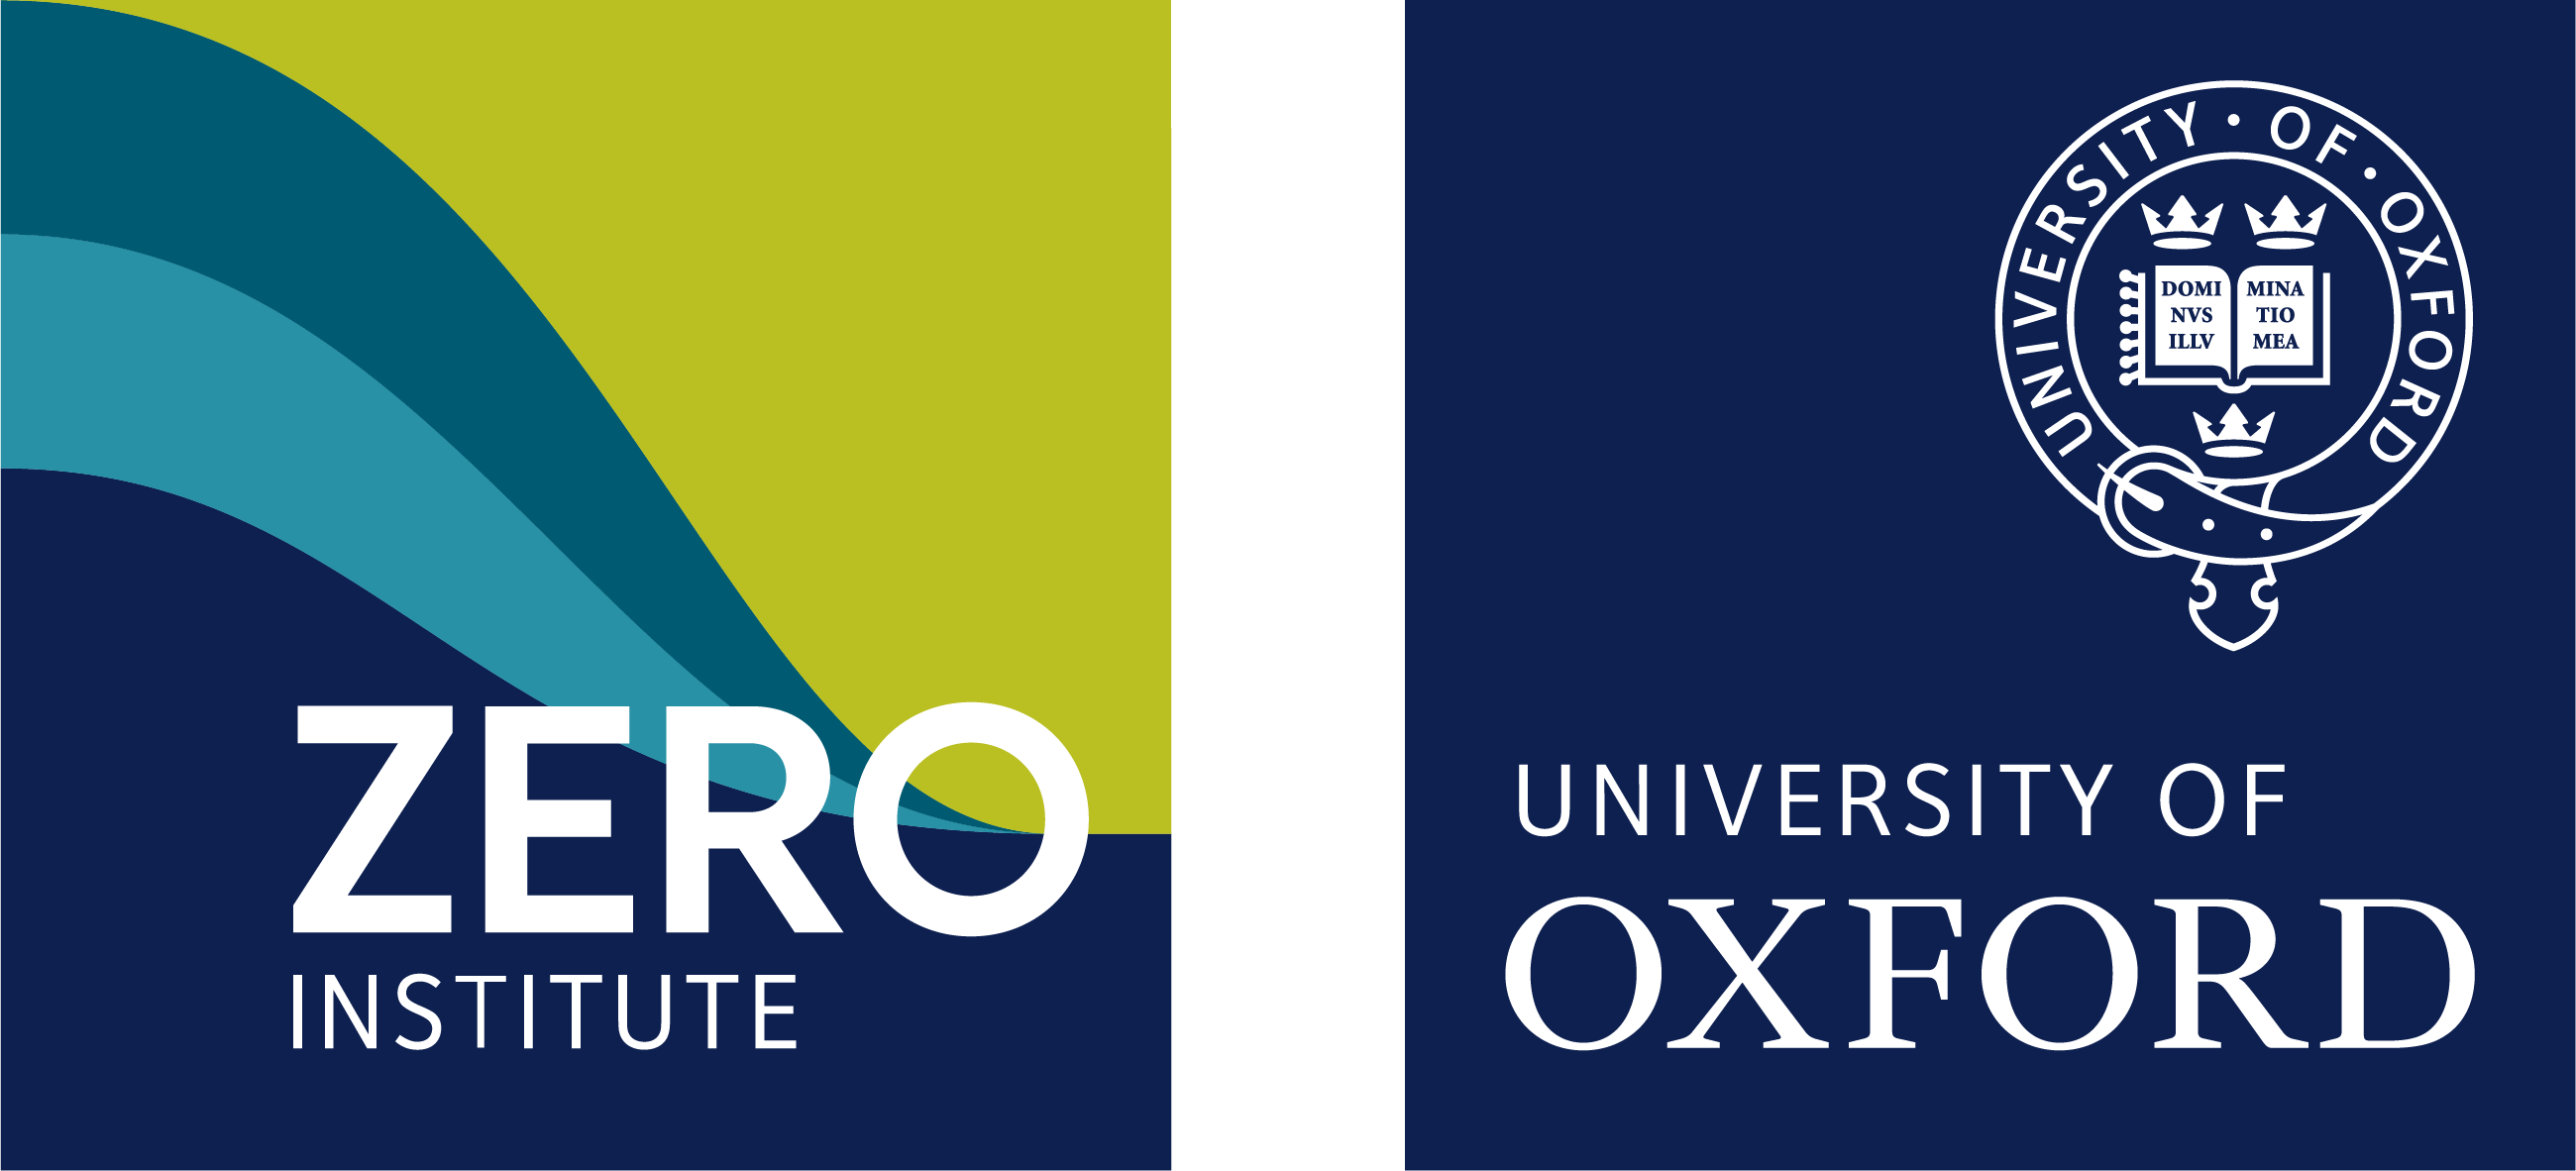 ZERO
INSTITUTE
UNIVERSITY · OF · OXFORD
DOMI
NVS
ILLV
MINA
TIO
MEA
UNIVERSITY OF
OXFORD